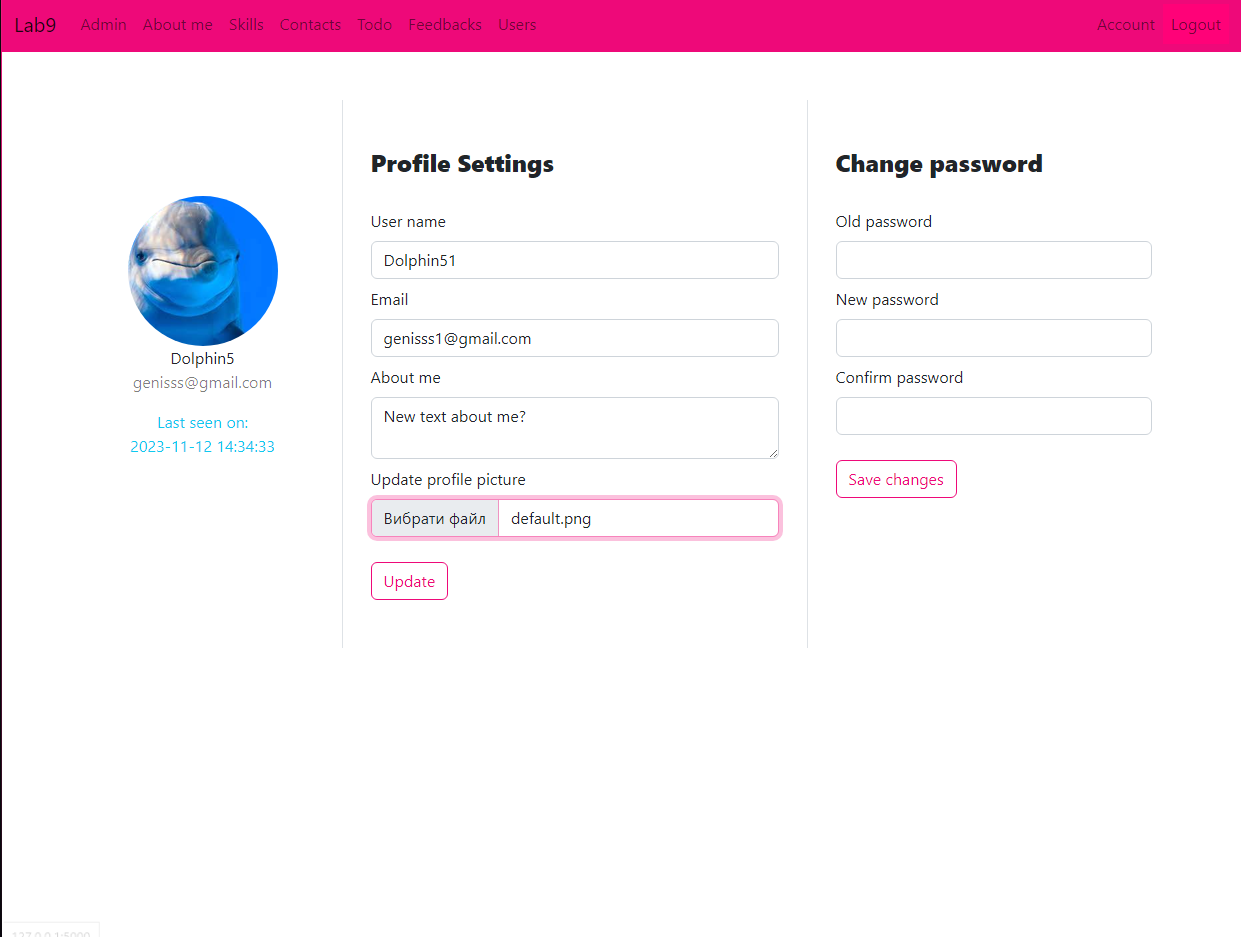 Lab9 Admin About me Skills Contacts Todo Feedbacks Users Account Logout
Dolphin5
genisss@gmail.com
Last seen on:
2023-11-12 14:34:33
Profile Settings
User name
Dolphin51
Email
genisss1@gmail.com
About me
New text about me?
Update profile picture
Вибрати файл default.png
Update
Change password
Old password
New password
Confirm password
Save changes